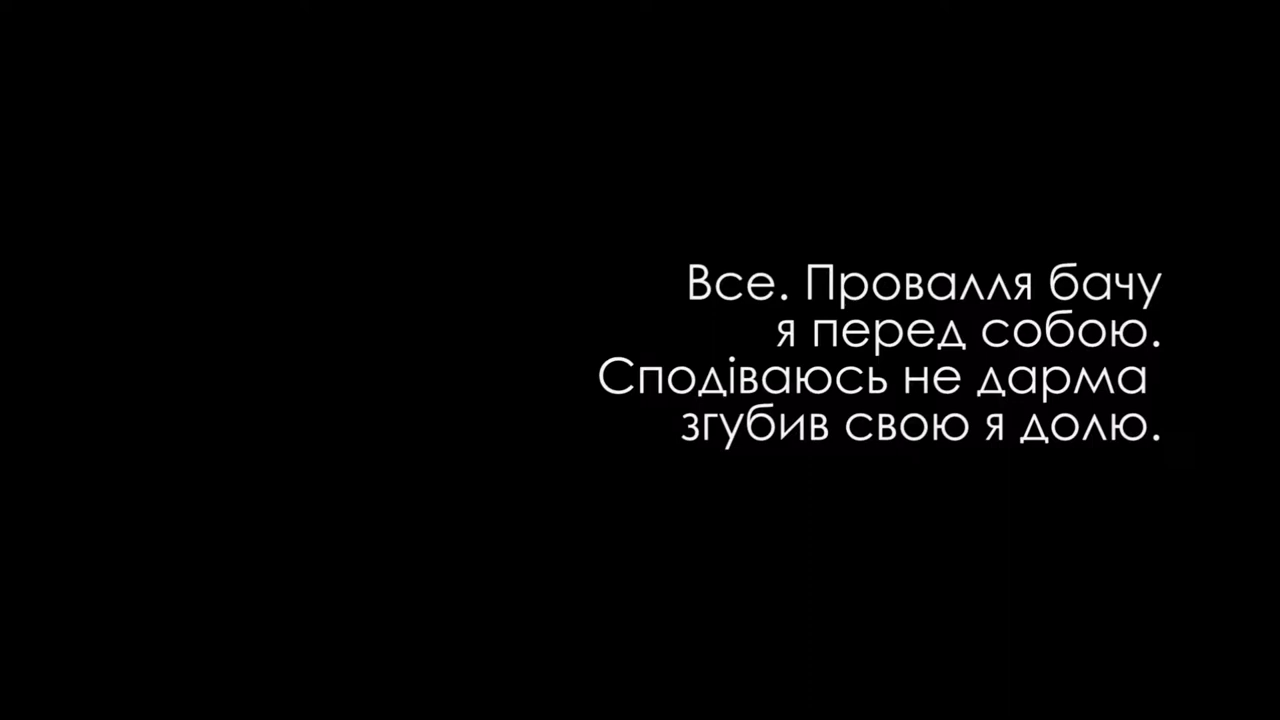 Все. Провалля бачу
я перед собою.
Сподіваюсь не дарма
згубив свою я долю.